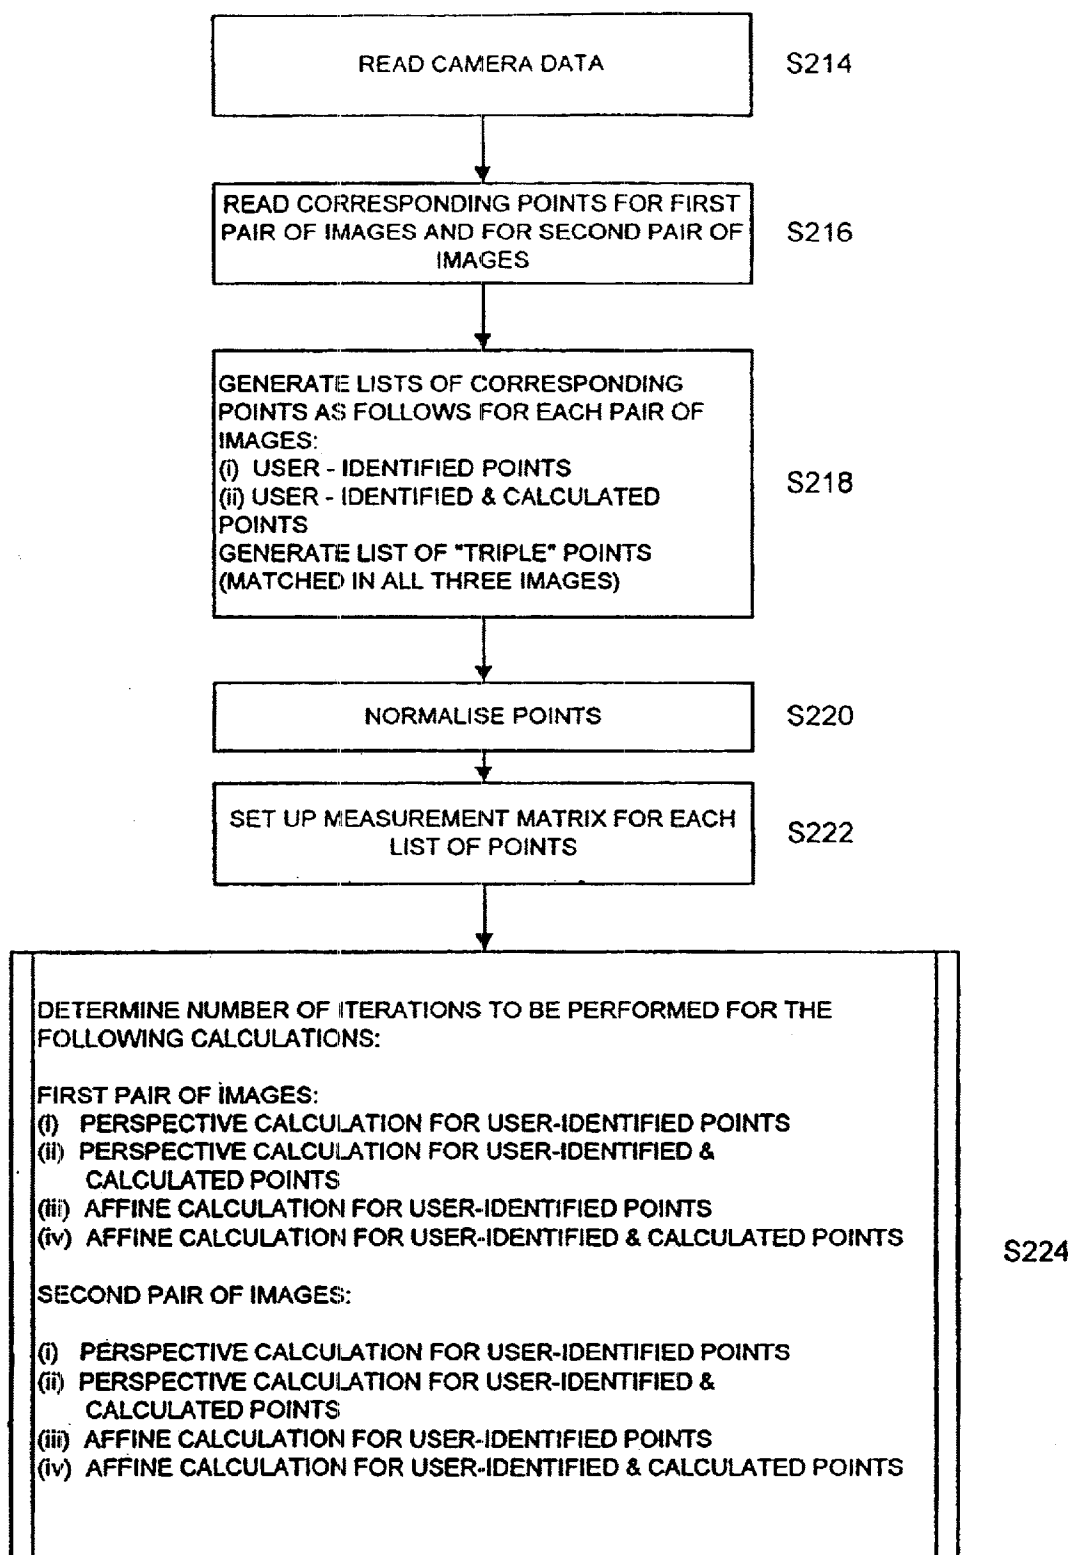 READ CAMERA DATA
S214
READ CORRESPONDING POINTS FOR FIRST
PAIR OF IMAGES AND FOR SECOND PAIR OF
IMAGES
S216
GENERATE LISTS OF CORRESPONDING
POINTS AS FOLLOWS FOR EACH PAIR OF
IMAGES:
(i) USER - IDENTIFIED POINTS
(ii) USER - IDENTIFIED & CALCULATED
POINTS
GENERATE LIST OF "TRIPLE" POINTS
(MATCHED IN ALL THREE IMAGES)
S218
NORMALISE POINTS
S220
SET UP MEASUREMENT MATRIX FOR EACH
LIST OF POINTS
S222
DETERMINE NUMBER OF ITERATIONS TO BE PERFORMED FOR THE
FOLLOWING CALCULATIONS:
FIRST PAIR OF IMAGES:
(i) PERSPECTIVE CALCULATION FOR USER-IDENTIFIED POINTS
(ii) PERSPECTIVE CALCULATION FOR USER-IDENTIFIED &
CALCULATED POINTS
(iii) AFFINE CALCULATION FOR USER-IDENTIFIED POINTS
(iv) AFFINE CALCULATION FOR USER-IDENTIFIED & CALCULATED POINTS
S224
SECOND PAIR OF IMAGES:
(i) PERSPECTIVE CALCULATION FOR USER-IDENTIFIED POINTS
(ii) PERSPECTIVE CALCULATION FOR USER-IDENTIFIED &
CALCULATED POINTS
(iii) AFFINE CALCULATION FOR USER-IDENTIFIED POINTS
(iv) AFFINE CALCULATION FOR USER-IDENTIFIED & CALCULATED POINTS